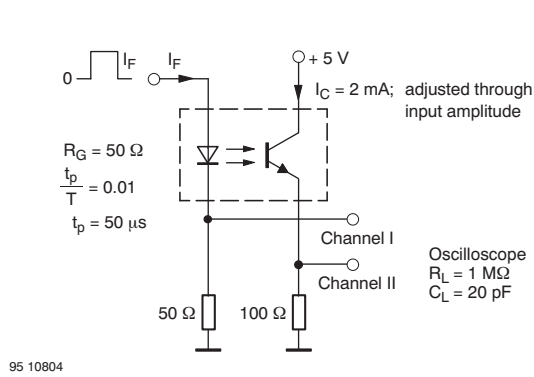 0
I_F
I_F
+ 5 V
I_C = 2 mA; adjusted through
input amplitude
R_G = 50 Ω
t_p
T = 0.01
t_p = 50 μs
Channel I
Channel II
Oscilloscope
R_L = 1 MΩ
C_L = 20 pF
50 Ω
100 Ω
95 10804